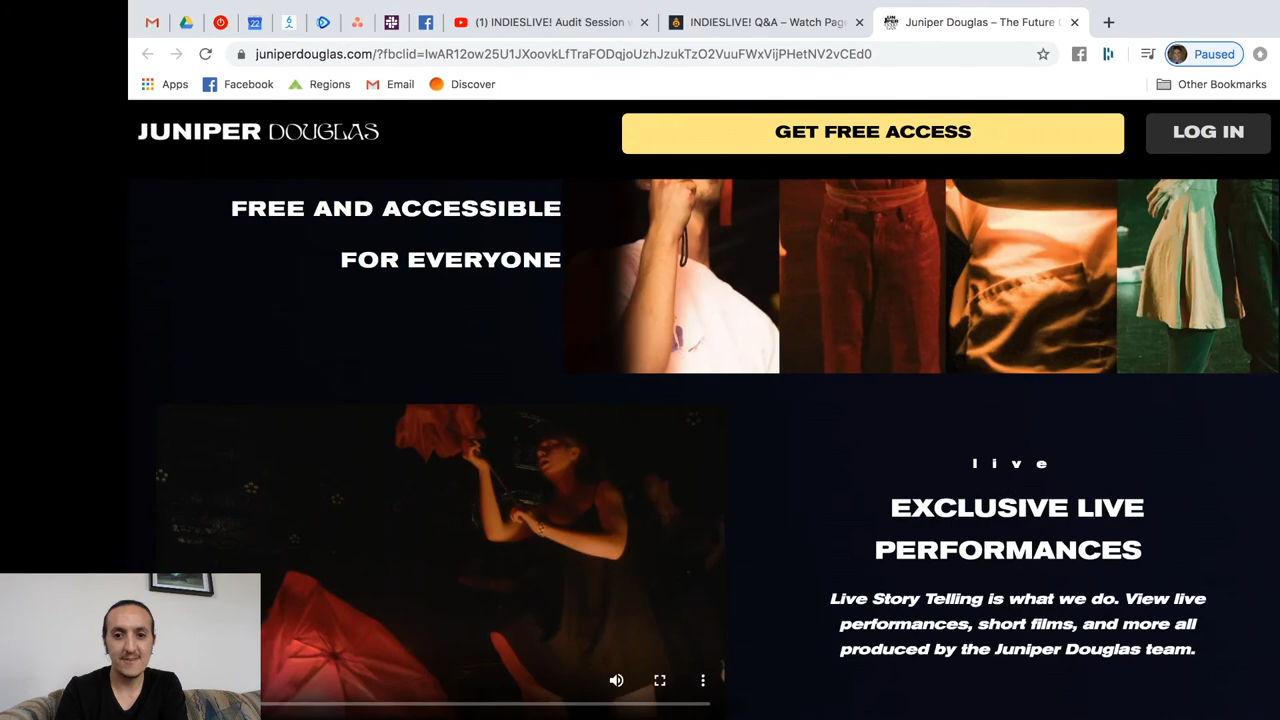 (1) INDIESLIVE! Audit Session w
INDIESLIVE! Q&A – Watch Page
Juniper Douglas – The Future O
juniperdouglas.com/?fbclid=IwAR12ow25U1JXoovkLfTraFODqjoUzhJzukTzO2VuuFWxVijPHetNV2vCEd0
Paused
Apps
Facebook
Regions
Email
Discover
Other Bookmarks
JUNIPER DOUGLAS
GET FREE ACCESS
LOG IN
FREE AND ACCESSIBLE
FOR EVERYONE
live
EXCLUSIVE LIVE
PERFORMANCES
Live Story Telling is what we do. View live
performances, short films, and more all
produced by the Juniper Douglas team.